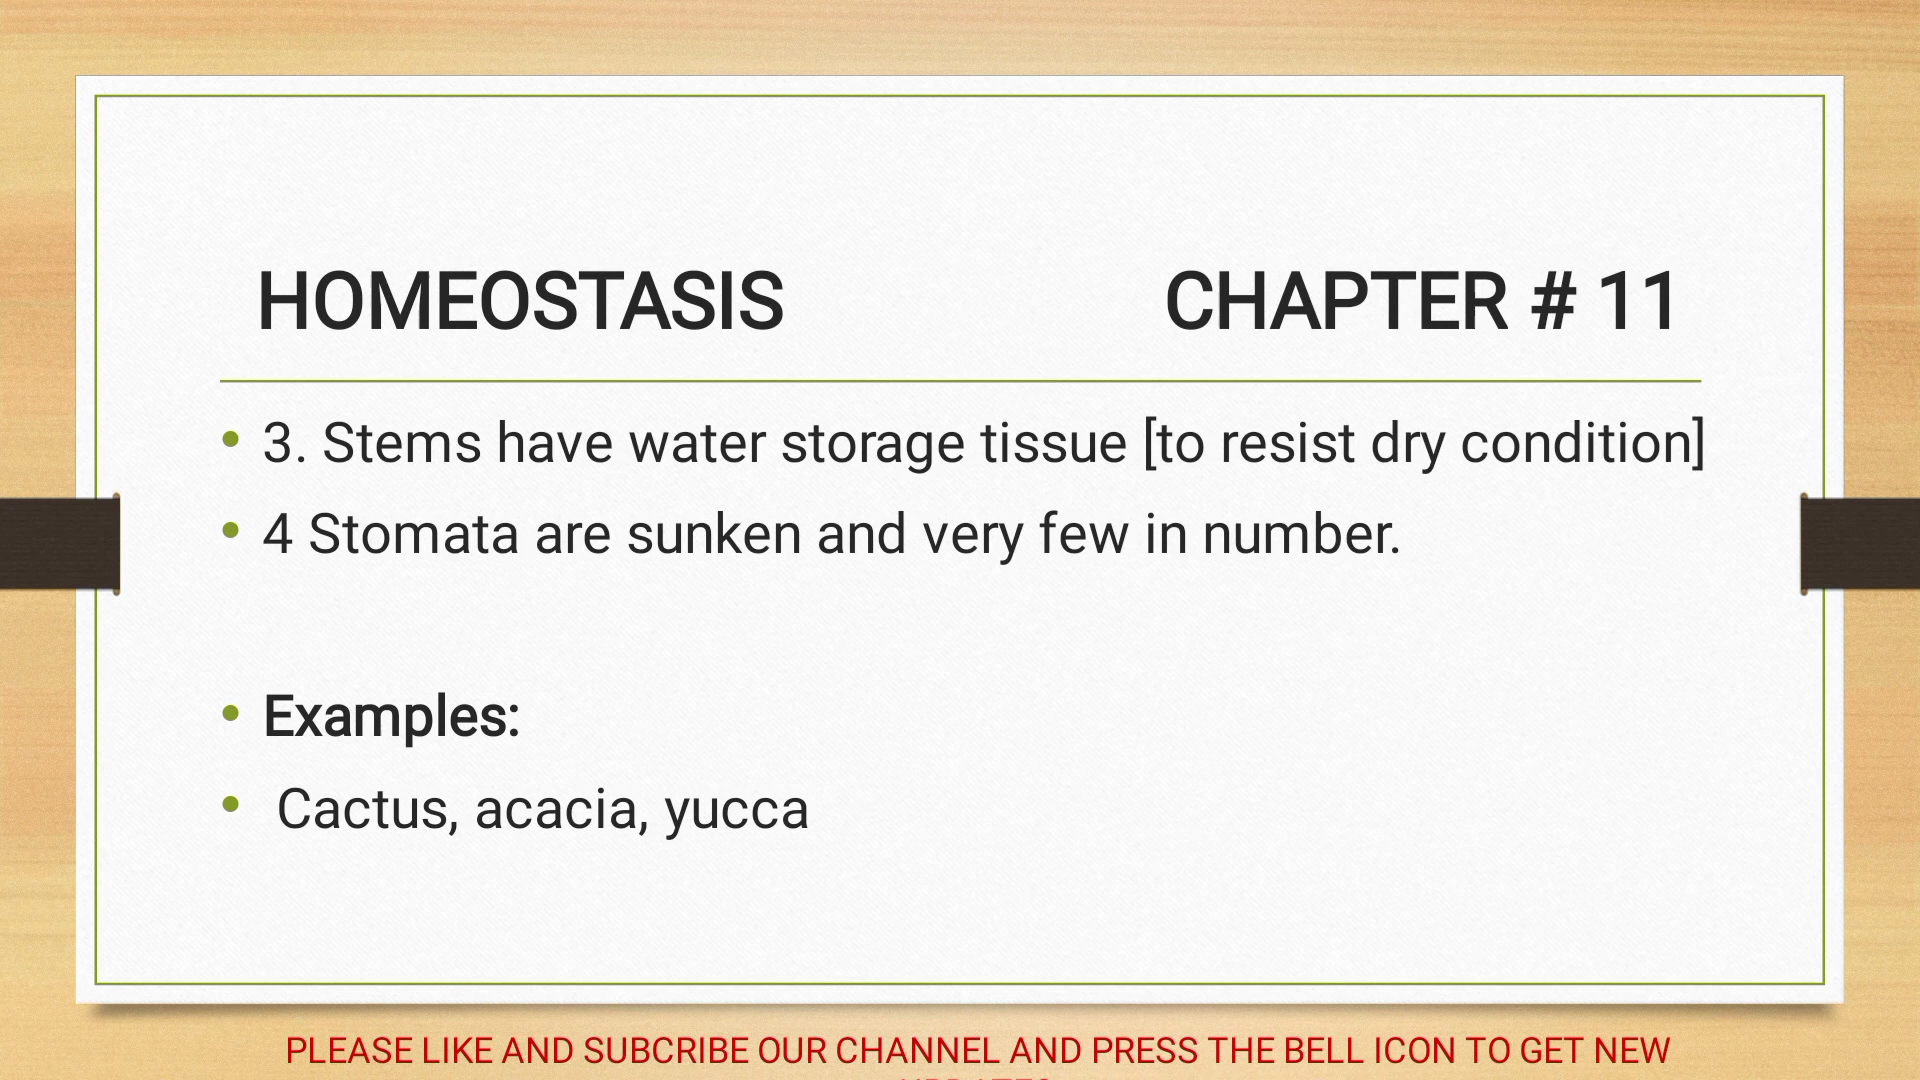 HOMEOSTASIS CHAPTER # 11
• 3. Stems have water storage tissue [to resist dry condition]
• 4 Stomata are sunken and very few in number.
• Examples:
• Cactus, acacia, yucca
PLEASE LIKE AND SUBCRIBE OUR CHANNEL AND PRESS THE BELL ICON TO GET NEW